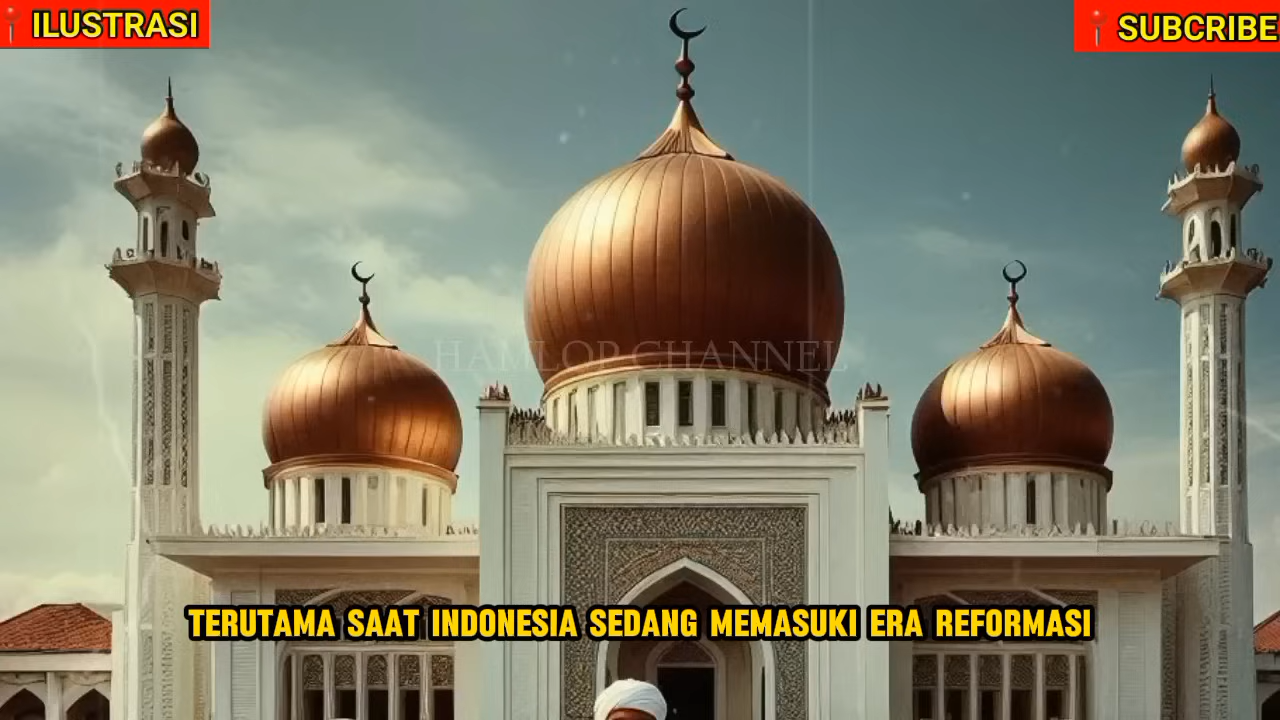 ILUSTRASI
SUBCRIBE
HAMLOR CHANNEL
TERUTAMA SAAT INDONESIA SEDANG MEMASUKI ERA REFORMASI